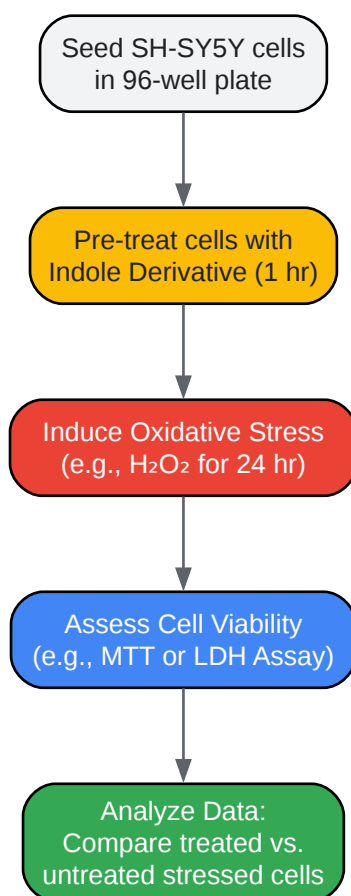 Seed SH-SY5Y cells
in 96-well plate
Pre-treat cells with
Indole Derivative (1 hr)
Induce Oxidative Stress
(e.g., H₂O₂ for 24 hr)
Assess Cell Viability
(e.g., MTT or LDH Assay)
Analyze Data:
Compare treated vs.
untreated stressed cells